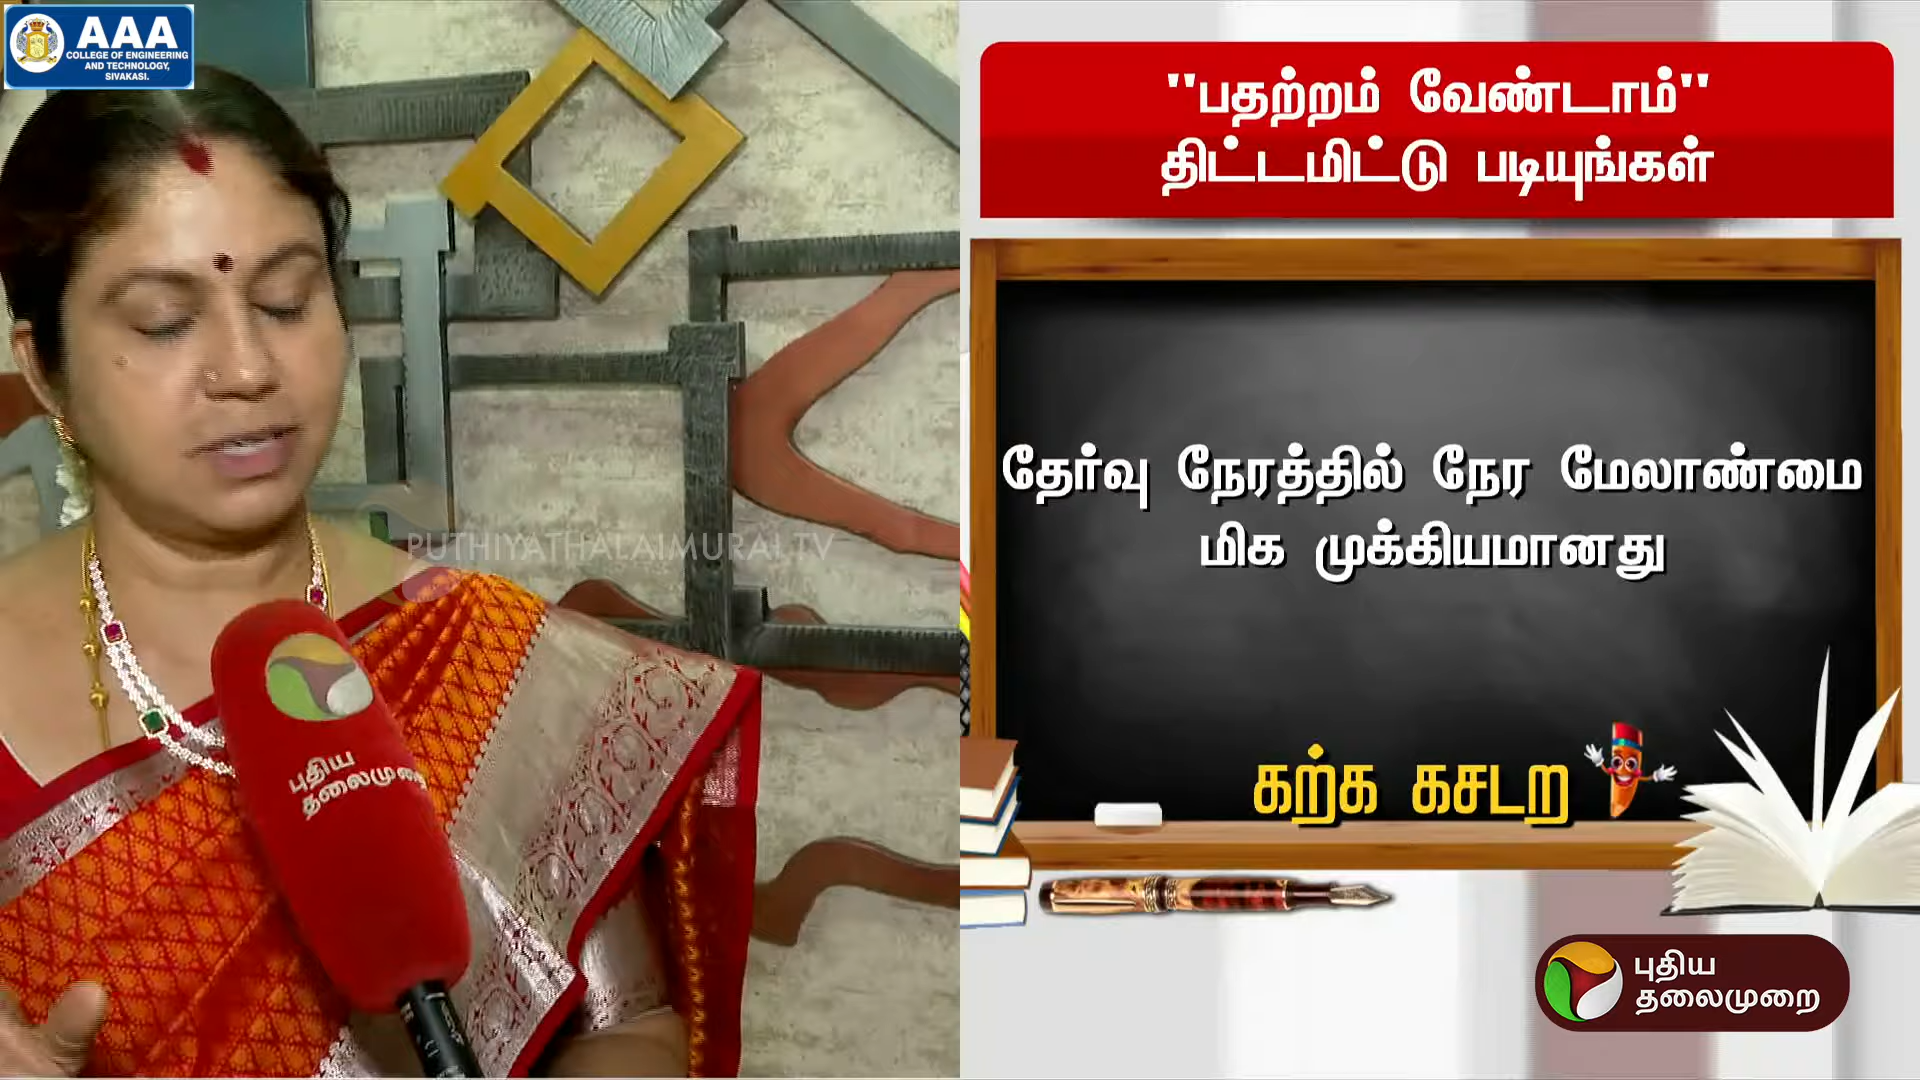 AAA
COLLEGE OF ENGINEERING
AND TECHNOLOGY,
SIVAKASI.
"பதற்றம் வேண்டாம்"
திட்டமிட்டு படியுங்கள்
தேர்வு நேரத்தில் நேர மேலாண்மை
மிக முக்கியமானது
PUTHIYATHALAIMURAI TV
புதிய
தலைமுறை
கற்க கசடற
புதிய
தலைமுறை